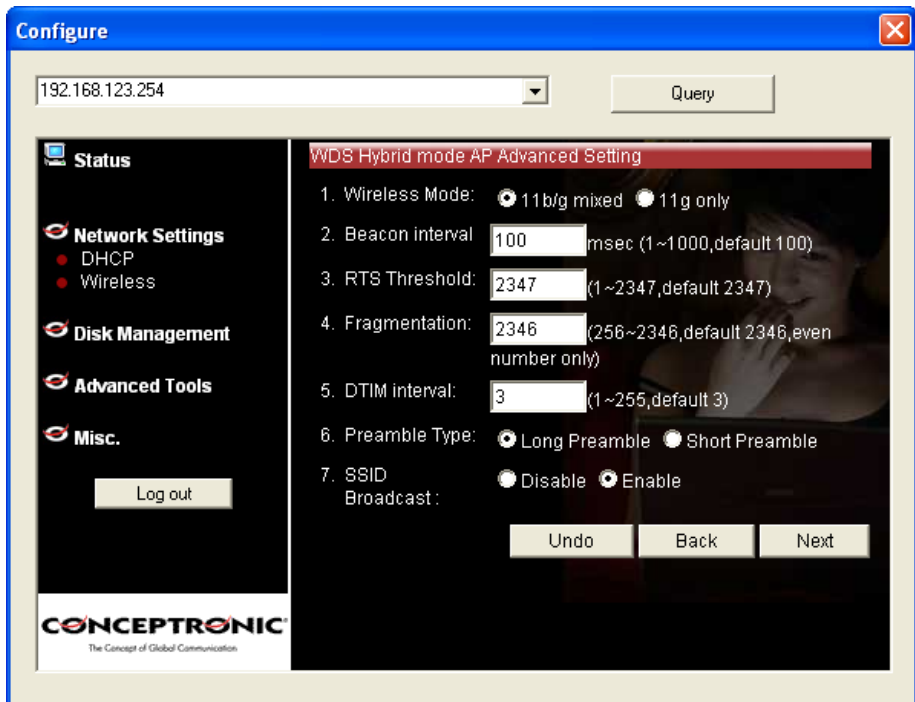 Configure
192.168.123.254
Query
Status
Network Settings
DHCP
Wireless
Disk Management
Advanced Tools
Misc.
Log out
CONCEPTRONIC
The Concept of Global Communication
WDS Hybrid mode AP Advanced Setting
1. Wireless Mode: 11b/g mixed 11g only
2. Beacon interval 100 msec (1~1000,default 100)
3. RTS Threshold: 2347 (1~2347,default 2347)
4. Fragmentation: 2346 (256~2346,default 2346,even
number only)
5. DTIM interval: 3 (1~255,default 3)
6. Preamble Type: Long Preamble Short Preamble
7. SSID Disable Enable
Broadcast :
Undo Back Next